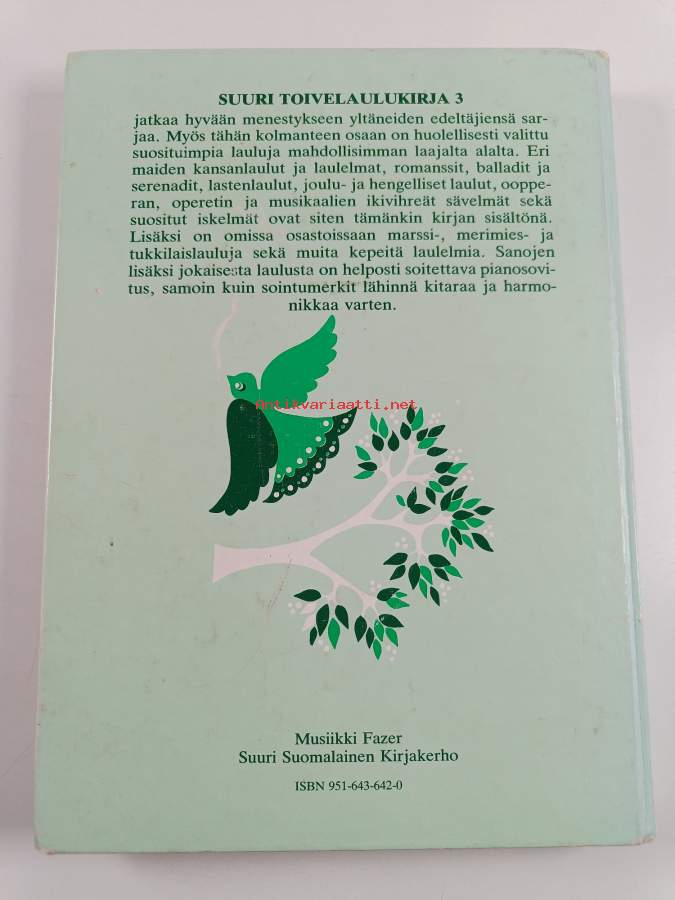 SUURI TOIVELAULUKIRJA 3
jatkaa hyvään menestykseen yltäneiden edeltäjiensä sar-
jaa. Myös tähän kolmanteen osaan on huolellisesti valittu
suosituimpia lauluja mahdollisimman laajalta alalta. Eri
maiden kansanlaulut ja laulelmat, romanssit, balladit ja
serenadit, lastenlaulut, joulu- ja hengelliset laulut, ooppe-
ran, operetin ja musikaalien ikivihreät sävelmät sekä
suositut iskelmät ovat siten tämänkin kirjan sisältönä.
Lisäksi on omissa osastoissaan marssi-, merimies- ja
tukkilaislauluja sekä muita kepeitä laulelmia. Sanojen
lisäksi jokaisesta laulusta on helposti soitettava pianosovi-
tus, samoin kuin sointumerkit lähinnä kitaraa ja harmo-
nikkaa varten.
Antikvariaatti.net
Musiikki Fazer
Suuri Suomalainen Kirjakerho
ISBN 951-643-642-0